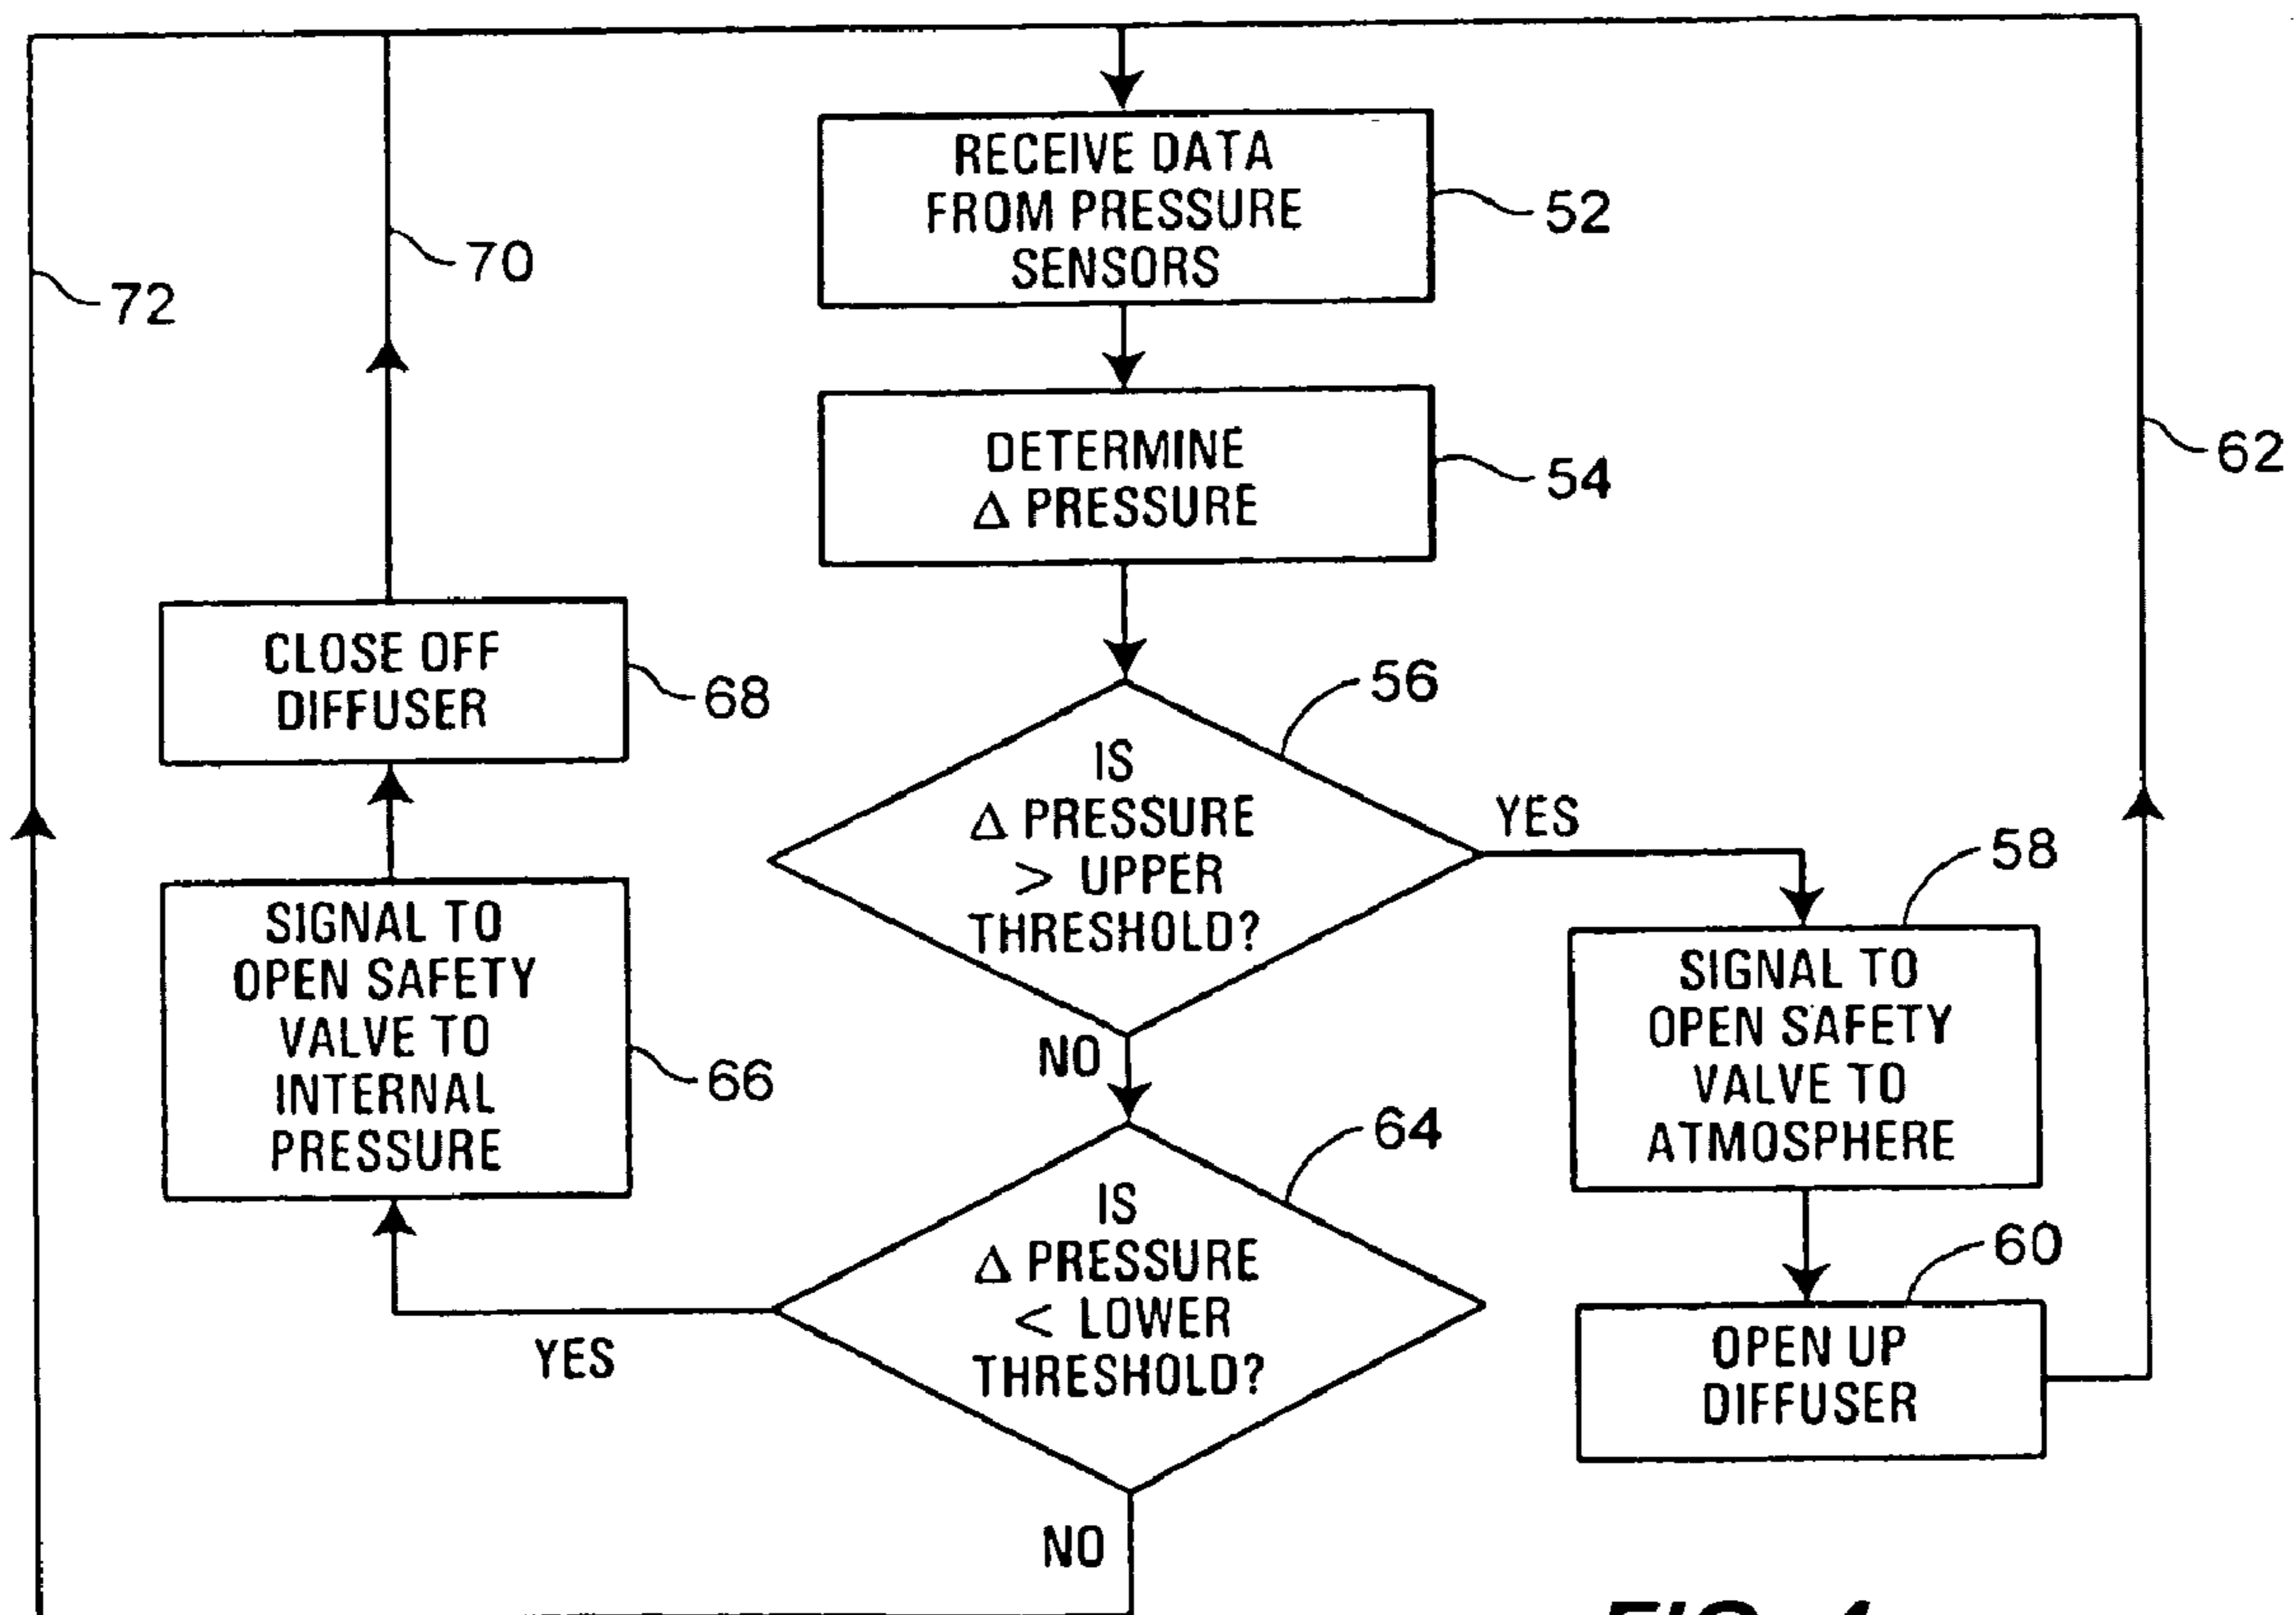 RECEIVE DATA
FROM PRESSURE
SENSORS
52
70
72
DETERMINE
Δ PRESSURE
54
62
CLOSE OFF
DIFFUSER
68
56
IS
Δ PRESSURE
> UPPER
THRESHOLD?
YES
58
SIGNAL TO
OPEN SAFETY
VALVE TO
INTERNAL
PRESSURE
66
SIGNAL TO
OPEN SAFETY
VALVE TO
ATMOSPHERE
NO
64
IS
Δ PRESSURE
< LOWER
THRESHOLD?
YES
60
OPEN UP
DIFFUSER
NO